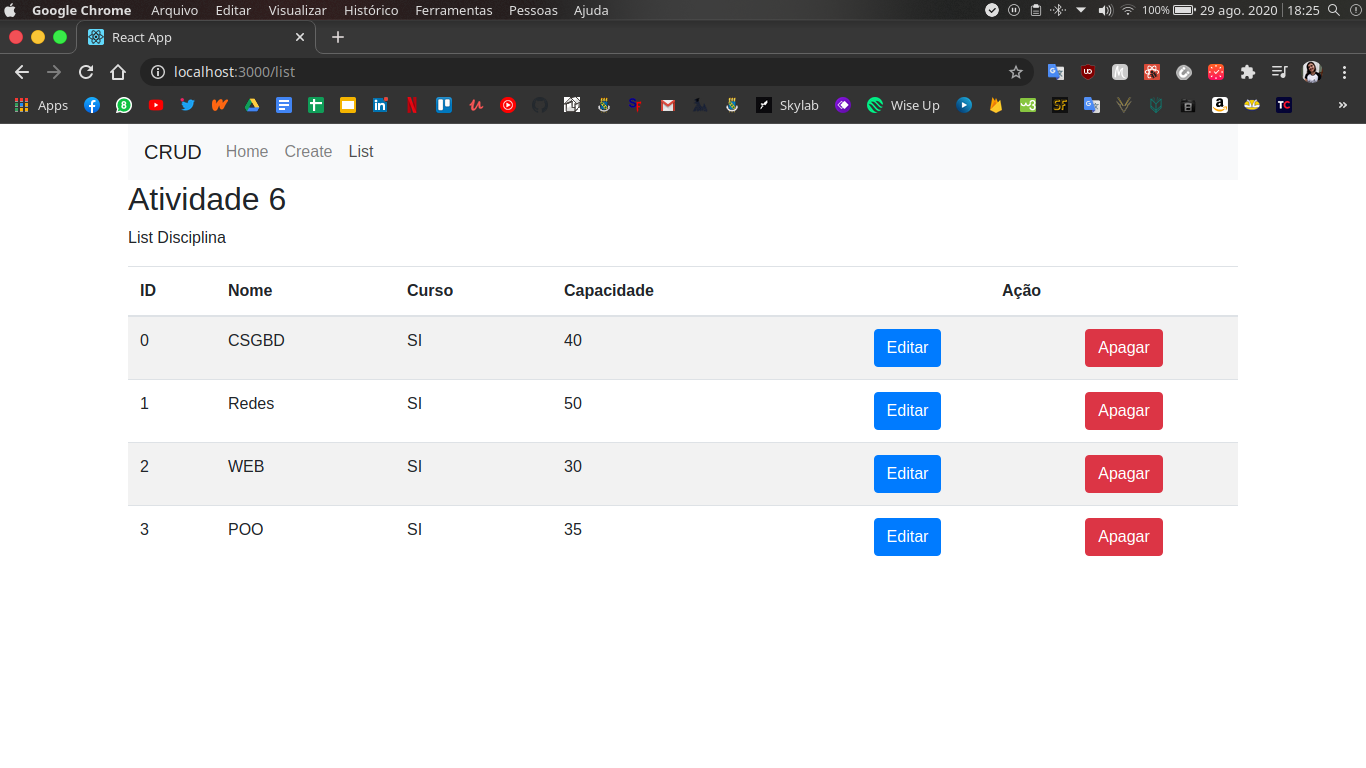 Google Chrome Arquivo Editar Visualizar Histórico Ferramentas Pessoas Ajuda 100% 29 ago. 2020 18:25
React App
localhost:3000/list
Apps Skylab Wise Up »
CRUD Home Create List
Atividade 6
List Disciplina
ID Nome Curso Capacidade Ação
0 CSGBD SI 40 Editar Apagar
1 Redes SI 50 Editar Apagar
2 WEB SI 30 Editar Apagar
3 POO SI 35 Editar Apagar